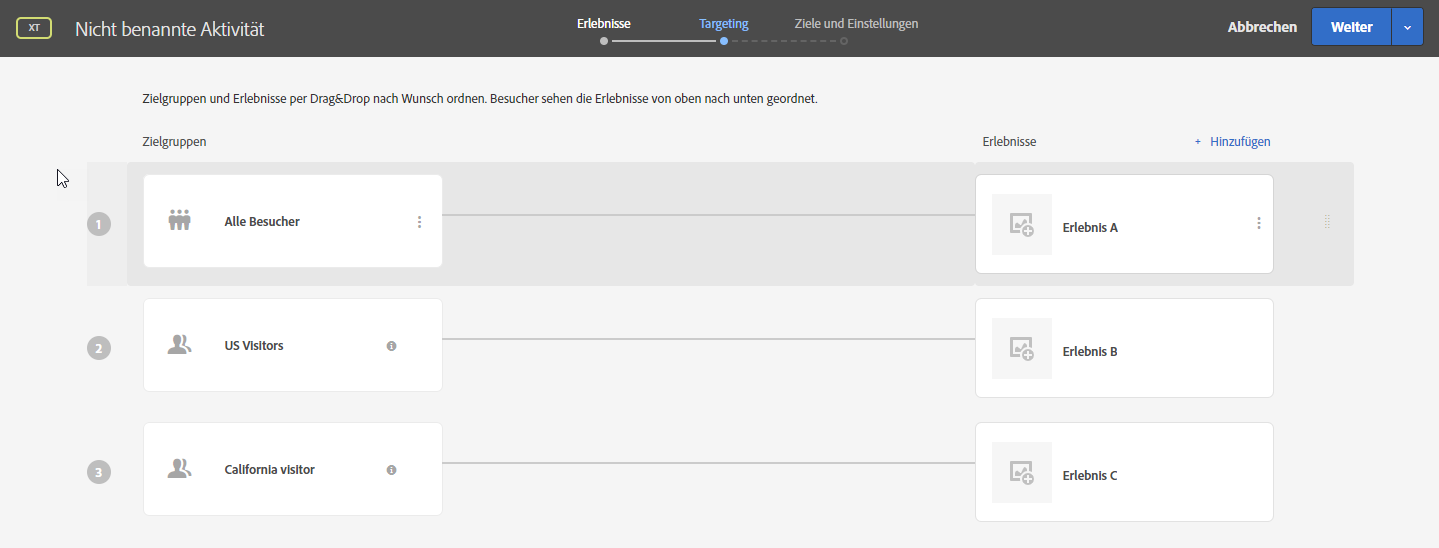 XT
Nicht benannte Aktivität
Erlebnisse
Targeting
Ziele und Einstellungen
Abbrechen
Weiter
Zielgruppen und Erlebnisse per Drag&Drop nach Wunsch ordnen. Besucher sehen die Erlebnisse von oben nach unten geordnet.
Zielgruppen
Erlebnisse
+ Hinzufügen
1
Alle Besucher
Erlebnis A
2
US Visitors
Erlebnis B
3
California visitor
Erlebnis C